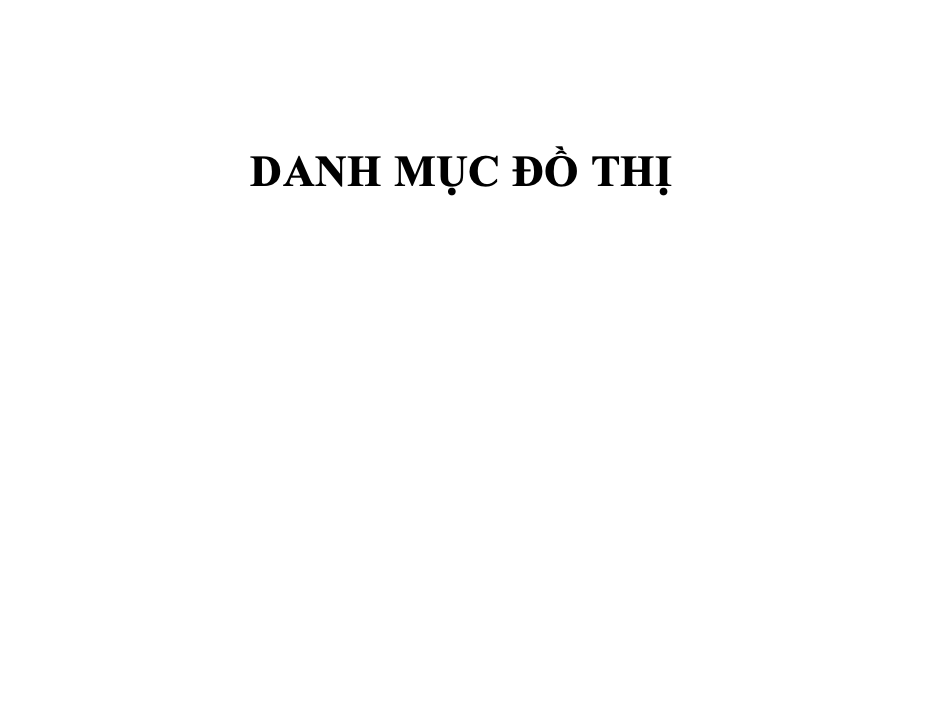 DANH MỤC ĐỒ THỊ